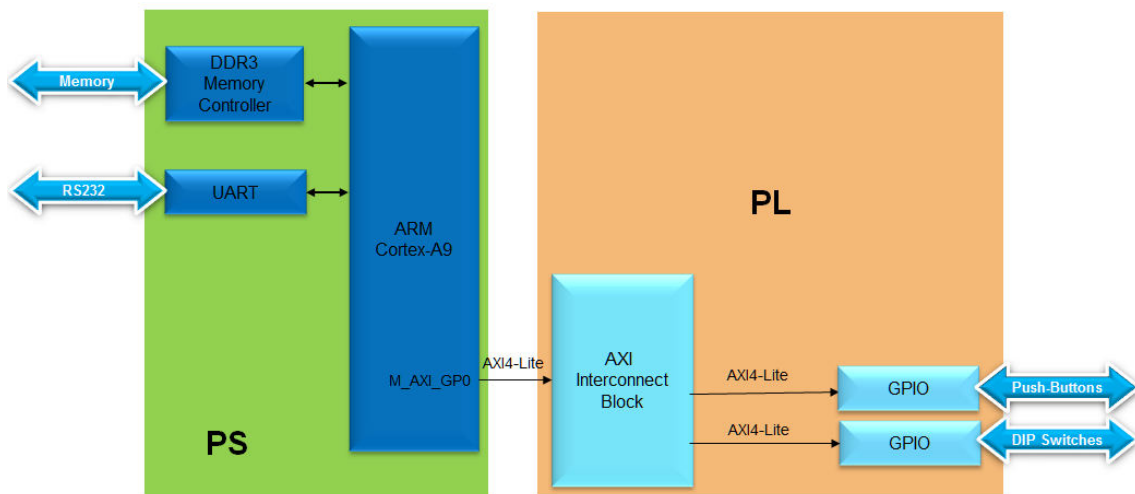 Memory
DDR3
Memory
Controller
RS232
UART
ARM
Cortex-A9
M_AXI_GP0
PS
AXI4-Lite
PL
AXI
Interconnect
Block
AXI4-Lite
GPIO
Push-Buttons
AXI4-Lite
GPIO
DIP Switches